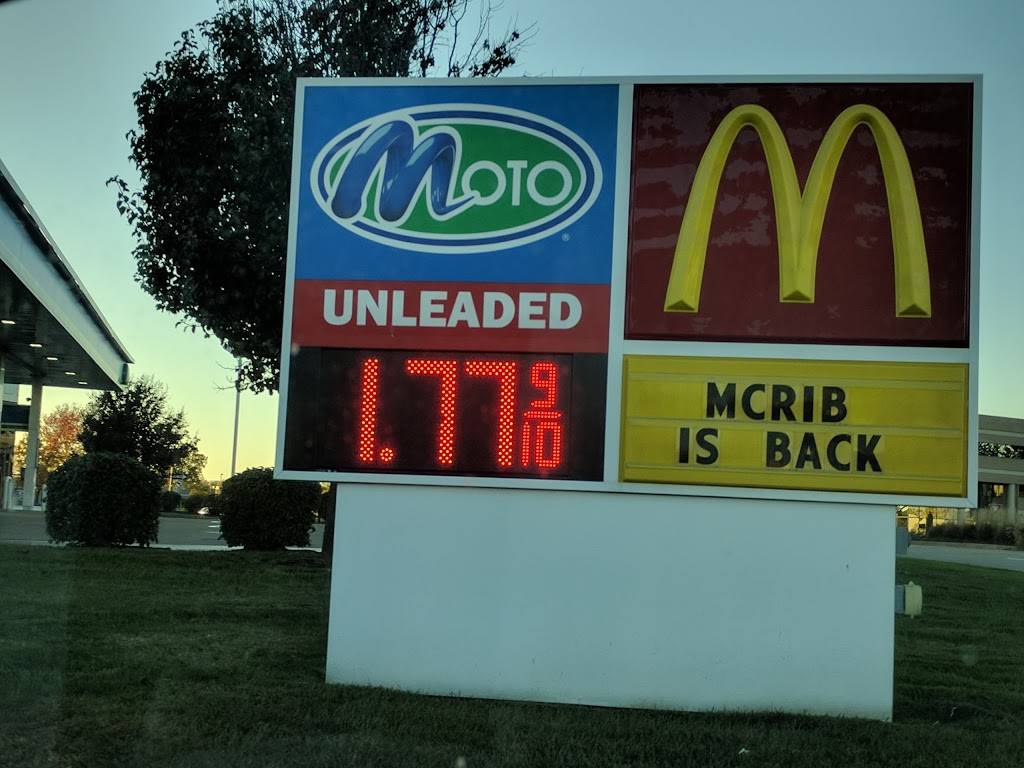 MOTO
UNLEADED
1.77 9/10
M
MCRIB
IS BACK